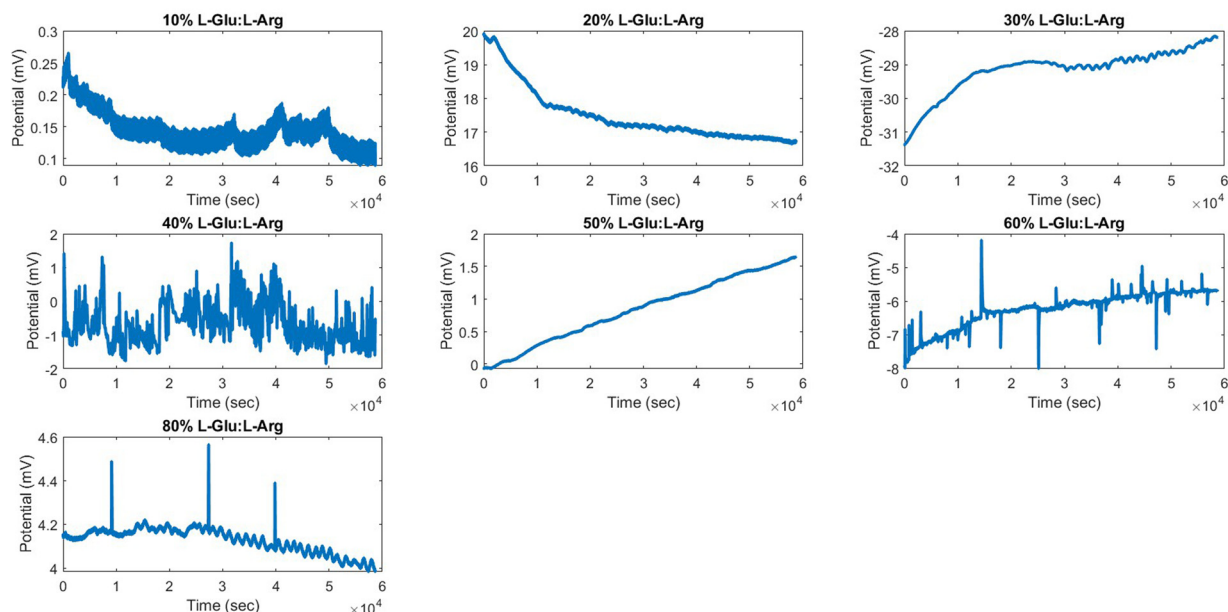 10% L-Glu:L-Arg
20% L-Glu:L-Arg
30% L-Glu:L-Arg
Potential (mV)
0.3
0.25
0.2
0.15
0.1
0 1 2 3 4 5 6
Time (sec)
×10^4
Potential (mV)
20
19
18
17
16
0 1 2 3 4 5 6
Time (sec)
×10^4
Potential (mV)
-28
-29
-30
-31
-32
0 1 2 3 4 5 6
Time (sec)
×10^4
40% L-Glu:L-Arg
50% L-Glu:L-Arg
60% L-Glu:L-Arg
Potential (mV)
2
1
0
-1
-2
0 1 2 3 4 5 6
Time (sec)
×10^4
Potential (mV)
2
1.5
1
0.5
0
0 1 2 3 4 5 6
Time (sec)
×10^4
Potential (mV)
-4
-5
-6
-7
-8
0 1 2 3 4 5 6
Time (sec)
×10^4
80% L-Glu:L-Arg
Potential (mV)
4.6
4.4
4.2
4
0 1 2 3 4 5 6
Time (sec)
×10^4